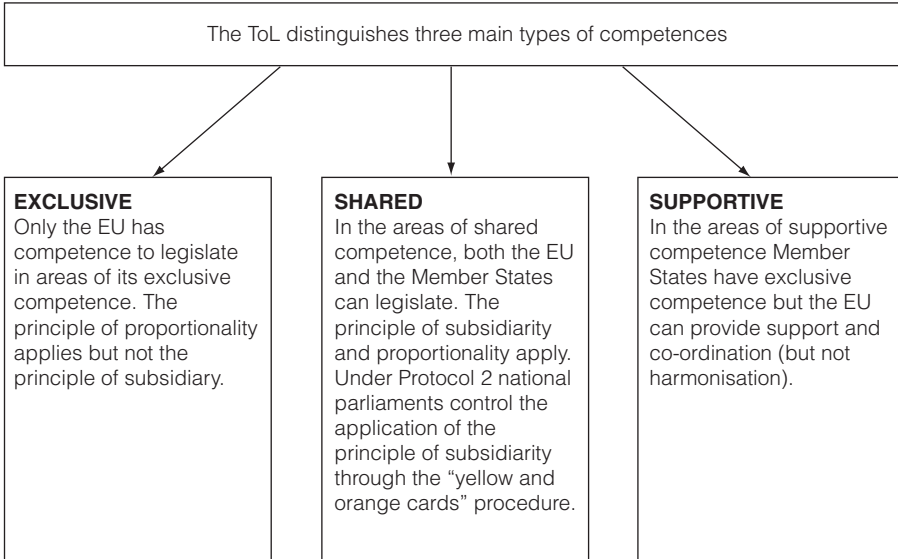 The ToL distinguishes three main types of competences
EXCLUSIVE
Only the EU has
competence to legislate
in areas of its exclusive
competence. The
principle of proportionality
applies but not the
principle of subsidiary.
SHARED
In the areas of shared
competence, both the EU
and the Member States
can legislate. The
principle of subsidiarity
and proportionality apply.
Under Protocol 2 national
parliaments control the
application of the
principle of subsidiarity
through the “yellow and
orange cards” procedure.
SUPPORTIVE
In the areas of supportive
competence Member
States have exclusive
competence but the EU
can provide support and
co-ordination (but not
harmonisation).